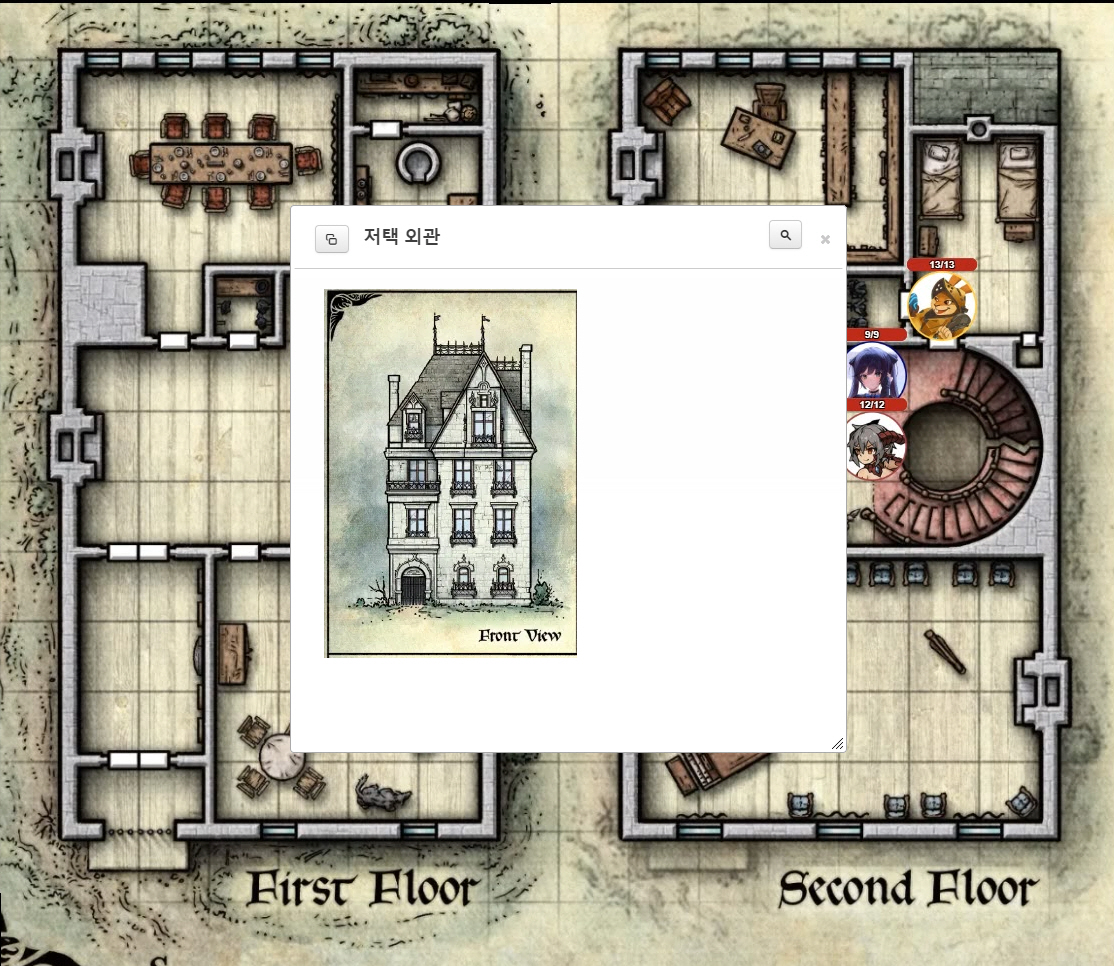 저택 외관
13/13
9/9
12/12
Front View
First Floor
Second Floor